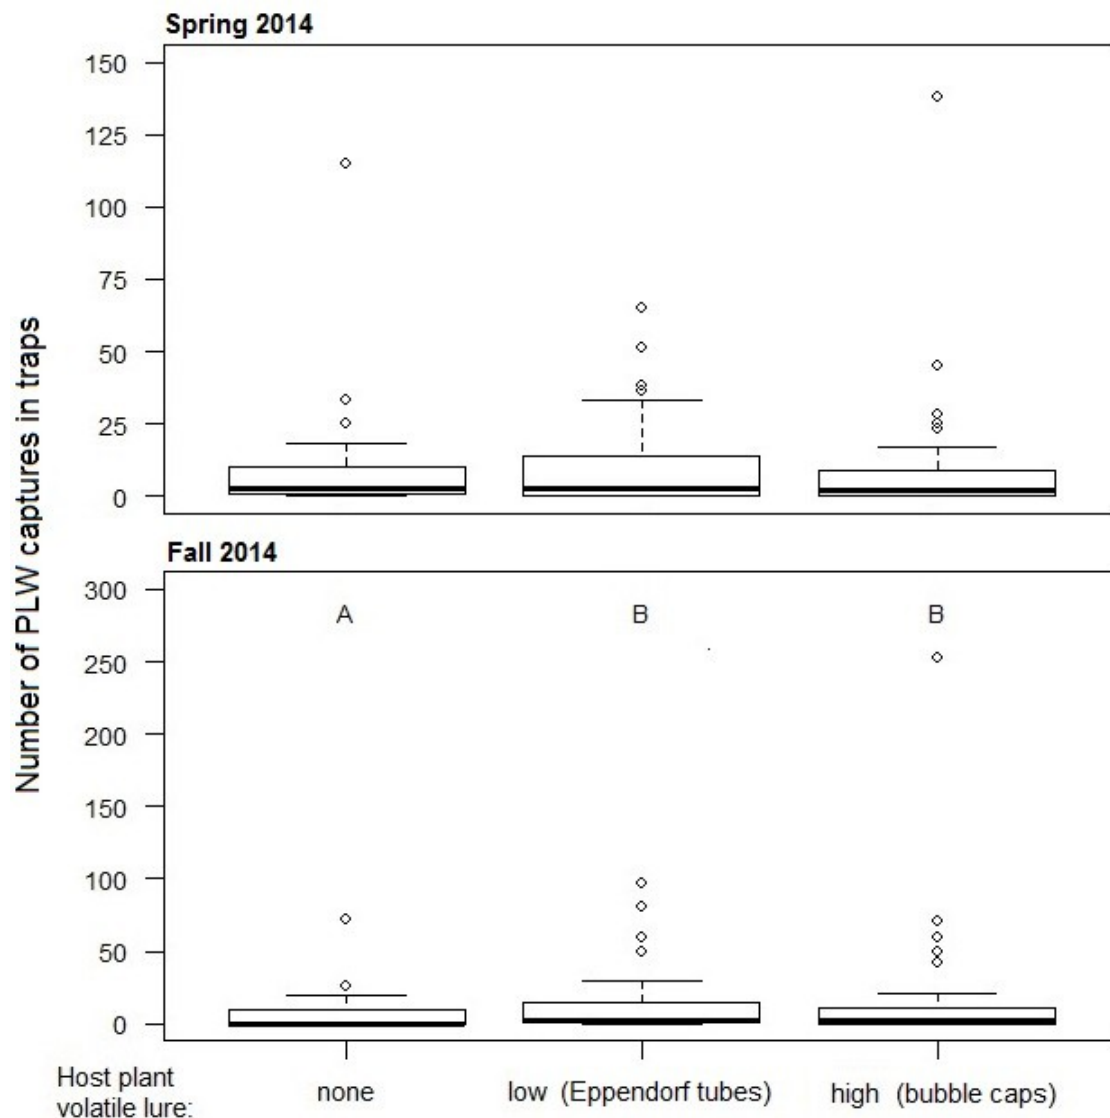 Spring 2014
150
125
100
75
50
25
0
Number of PLW captures in traps
Fall 2014
A B B
300
250
200
150
100
50
0
Host plant
volatile lure:
none low (Eppendorf tubes) high (bubble caps)